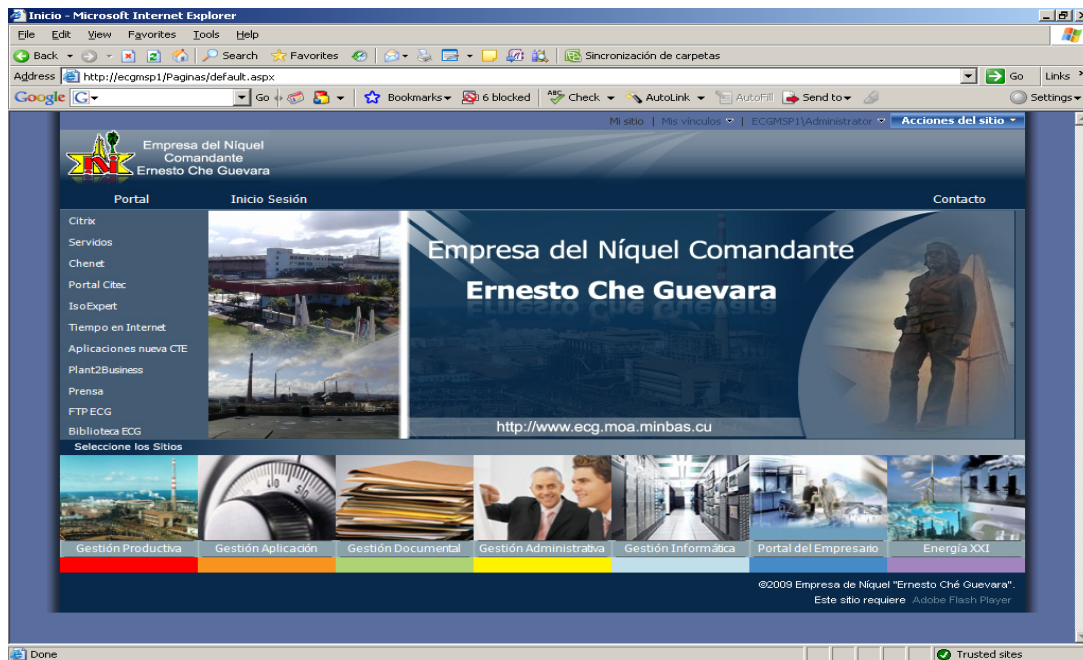 Inicio - Microsoft Internet Explorer
File Edit View Favorites Tools Help
Back Search Favorites Sincronización de carpetas
Address http://ecgmsp1/Paginas/default.aspx Go Links
Google G Go Bookmarks 6 blocked ABC Check AutoLink AutoFill Send to Settings
Mi sitio | Mis vínculos | ECGMSP1\Administrator Acciones del sitio
Ni
Empresa del Níquel
Comandante
Ernesto Che Guevara
Portal Inicio Sesión Contacto
Citrix
Servidos
Chenet
Portal Citec
IsoExpert
Tiempo en Internet
Aplicaciones nueva CTE
Plant2Business
Prensa
FTP ECG
Biblioteca ECG
Empresa del Níquel Comandante
Ernesto Che Guevara
http://www.ecg.moa.minbas.cu
Seleccione los Sitios
Gestión Productiva Gestión Aplicación Gestión Documental Gestión Administrativa Gestión Informática Portal del Empresario Energía XXI
©2009 Empresa de Níquel "Ernesto Ché Guevara".
Este sitio requiere Adobe Flash Player
Done Trusted sites